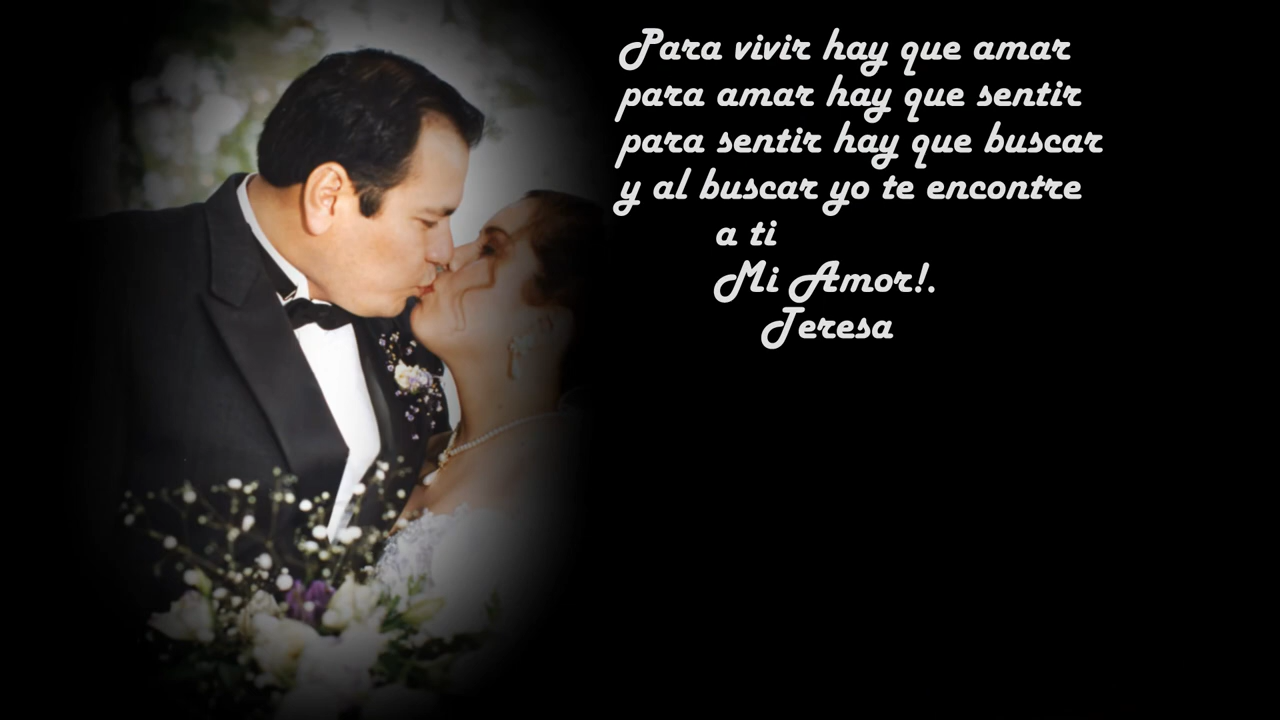 Para vivir hay que amar
para amar hay que sentir
para sentir hay que buscar
y al buscar yo te encontre
a ti
Mi Amor!.
Teresa